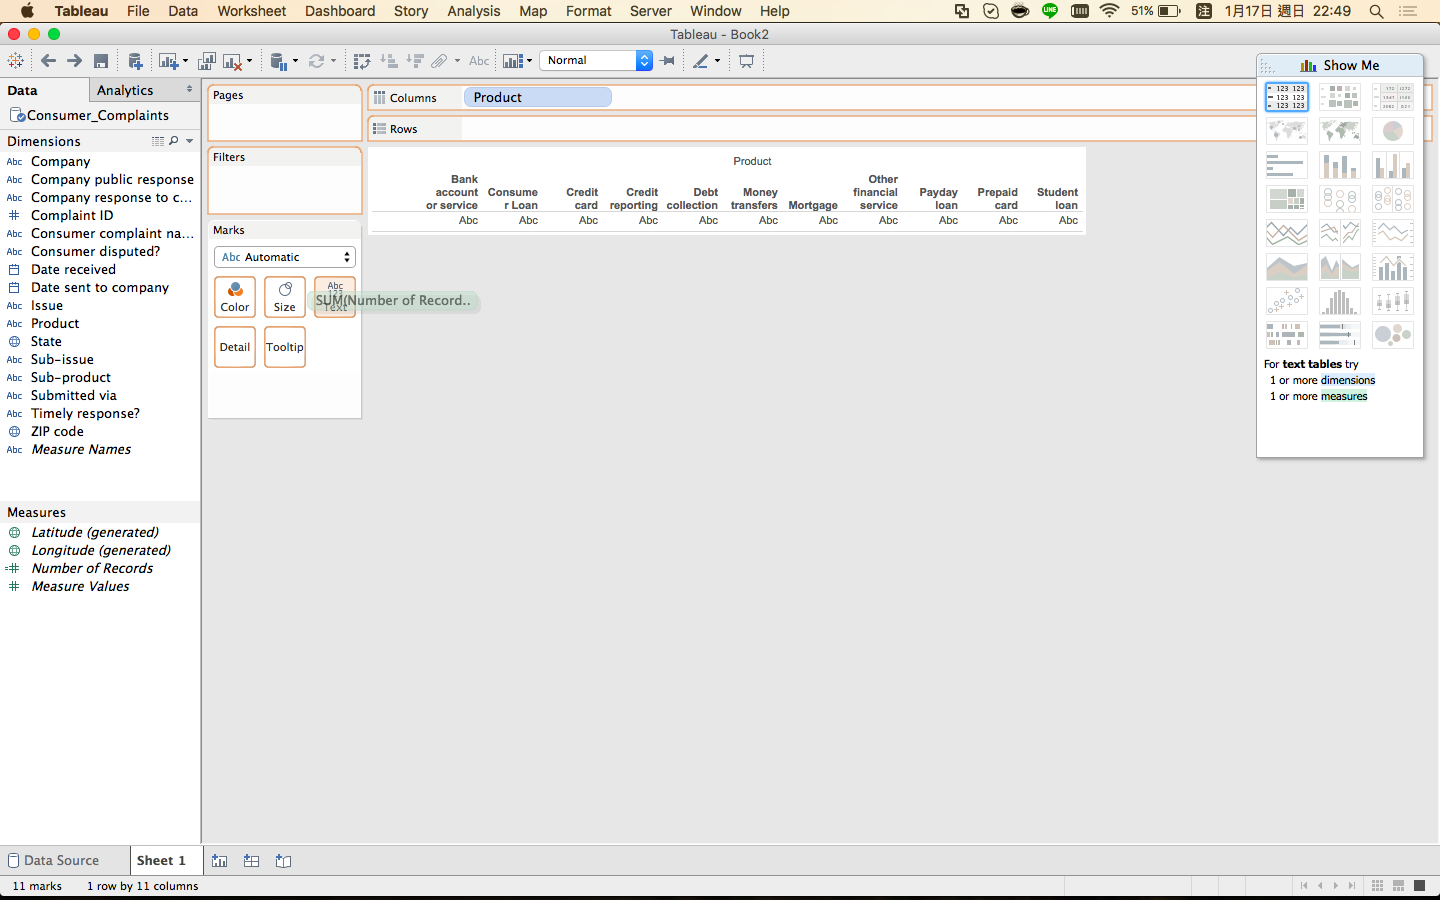 Tableau File Data Worksheet Dashboard Story Analysis Map Format Server Window Help 51% 注 1月17日 週日 22:49
Tableau - Book2
Abc Normal
Data Analytics
Consumer_Complaints
Dimensions
Abc Company
Abc Company public response
Abc Company response to c...
Complaint ID
Abc Consumer complaint na...
Abc Consumer disputed?
Date received
Date sent to company
Abc Issue
Abc Product
State
Abc Sub-issue
Abc Sub-product
Abc Submitted via
Abc Timely response?
ZIP code
Abc Measure Names
Measures
Latitude (generated)
Longitude (generated)
Number of Records
Measure Values
Pages
Filters
Marks
Abc Automatic
Color Size Abc 123 Text
SUM(Number of Record..
Detail Tooltip
Columns Product
Rows
Product
Bank account or service
Consume r Loan
Credit card
Credit reporting
Debt collection
Money transfers
Mortgage
Other financial service
Payday loan
Prepaid card
Student loan
Abc Abc Abc Abc Abc Abc Abc Abc Abc Abc Abc
Show Me
For text tables try
1 or more dimensions
1 or more measures
Data Source Sheet 1
11 marks 1 row by 11 columns